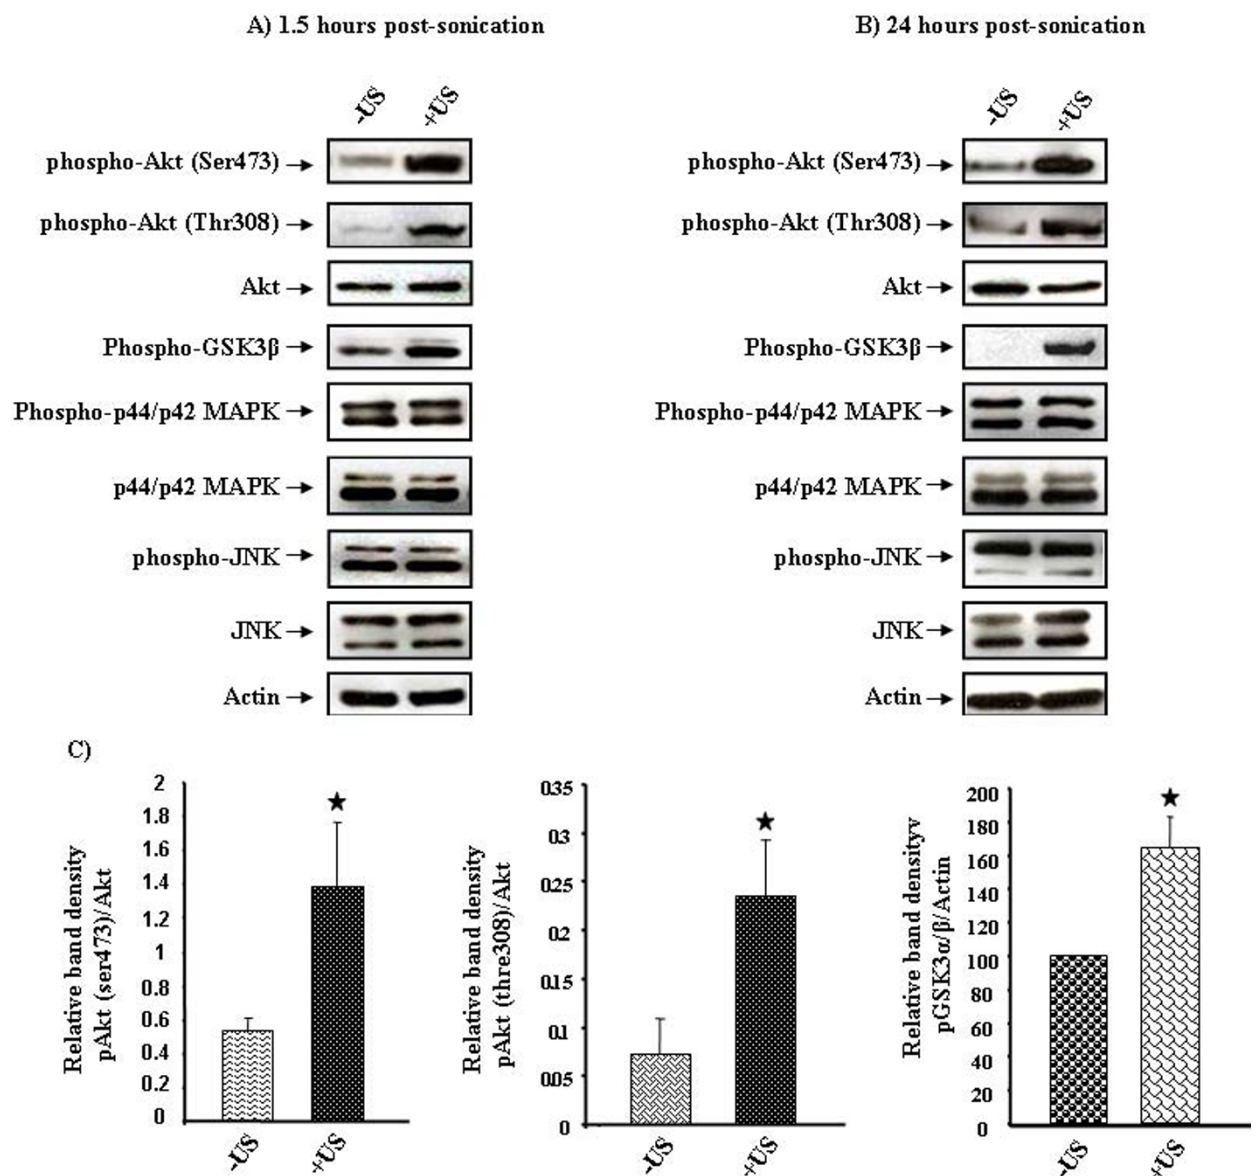 A) 1.5 hours post-sonication
-US +US
phospho-Akt (Ser473)
phospho-Akt (Thr308)
Akt
Phospho-GSK3β
Phospho-p44/p42 MAPK
p44/p42 MAPK
phospho-JNK
JNK
Actin
B) 24 hours post-sonication
-US +US
phospho-Akt (Ser473)
phospho-Akt (Thr308)
Akt
Phospho-GSK3β
Phospho-p44/p42 MAPK
p44/p42 MAPK
phospho-JNK
JNK
Actin
C)
Relative band density
pAkt (ser473)/Akt
2
1.8
1.6
1.4
1.2
1
0.8
0.6
0.4
0.2
0
-US +US
Relative band density
pAkt (thre308)/Akt
0.35
0.3
0.25
0.2
0.15
0.1
0.05
0
-US +US
Relative band densityv
pGSK3α/β/Actin
200
180
160
140
120
100
80
60
40
20
0
-US +US